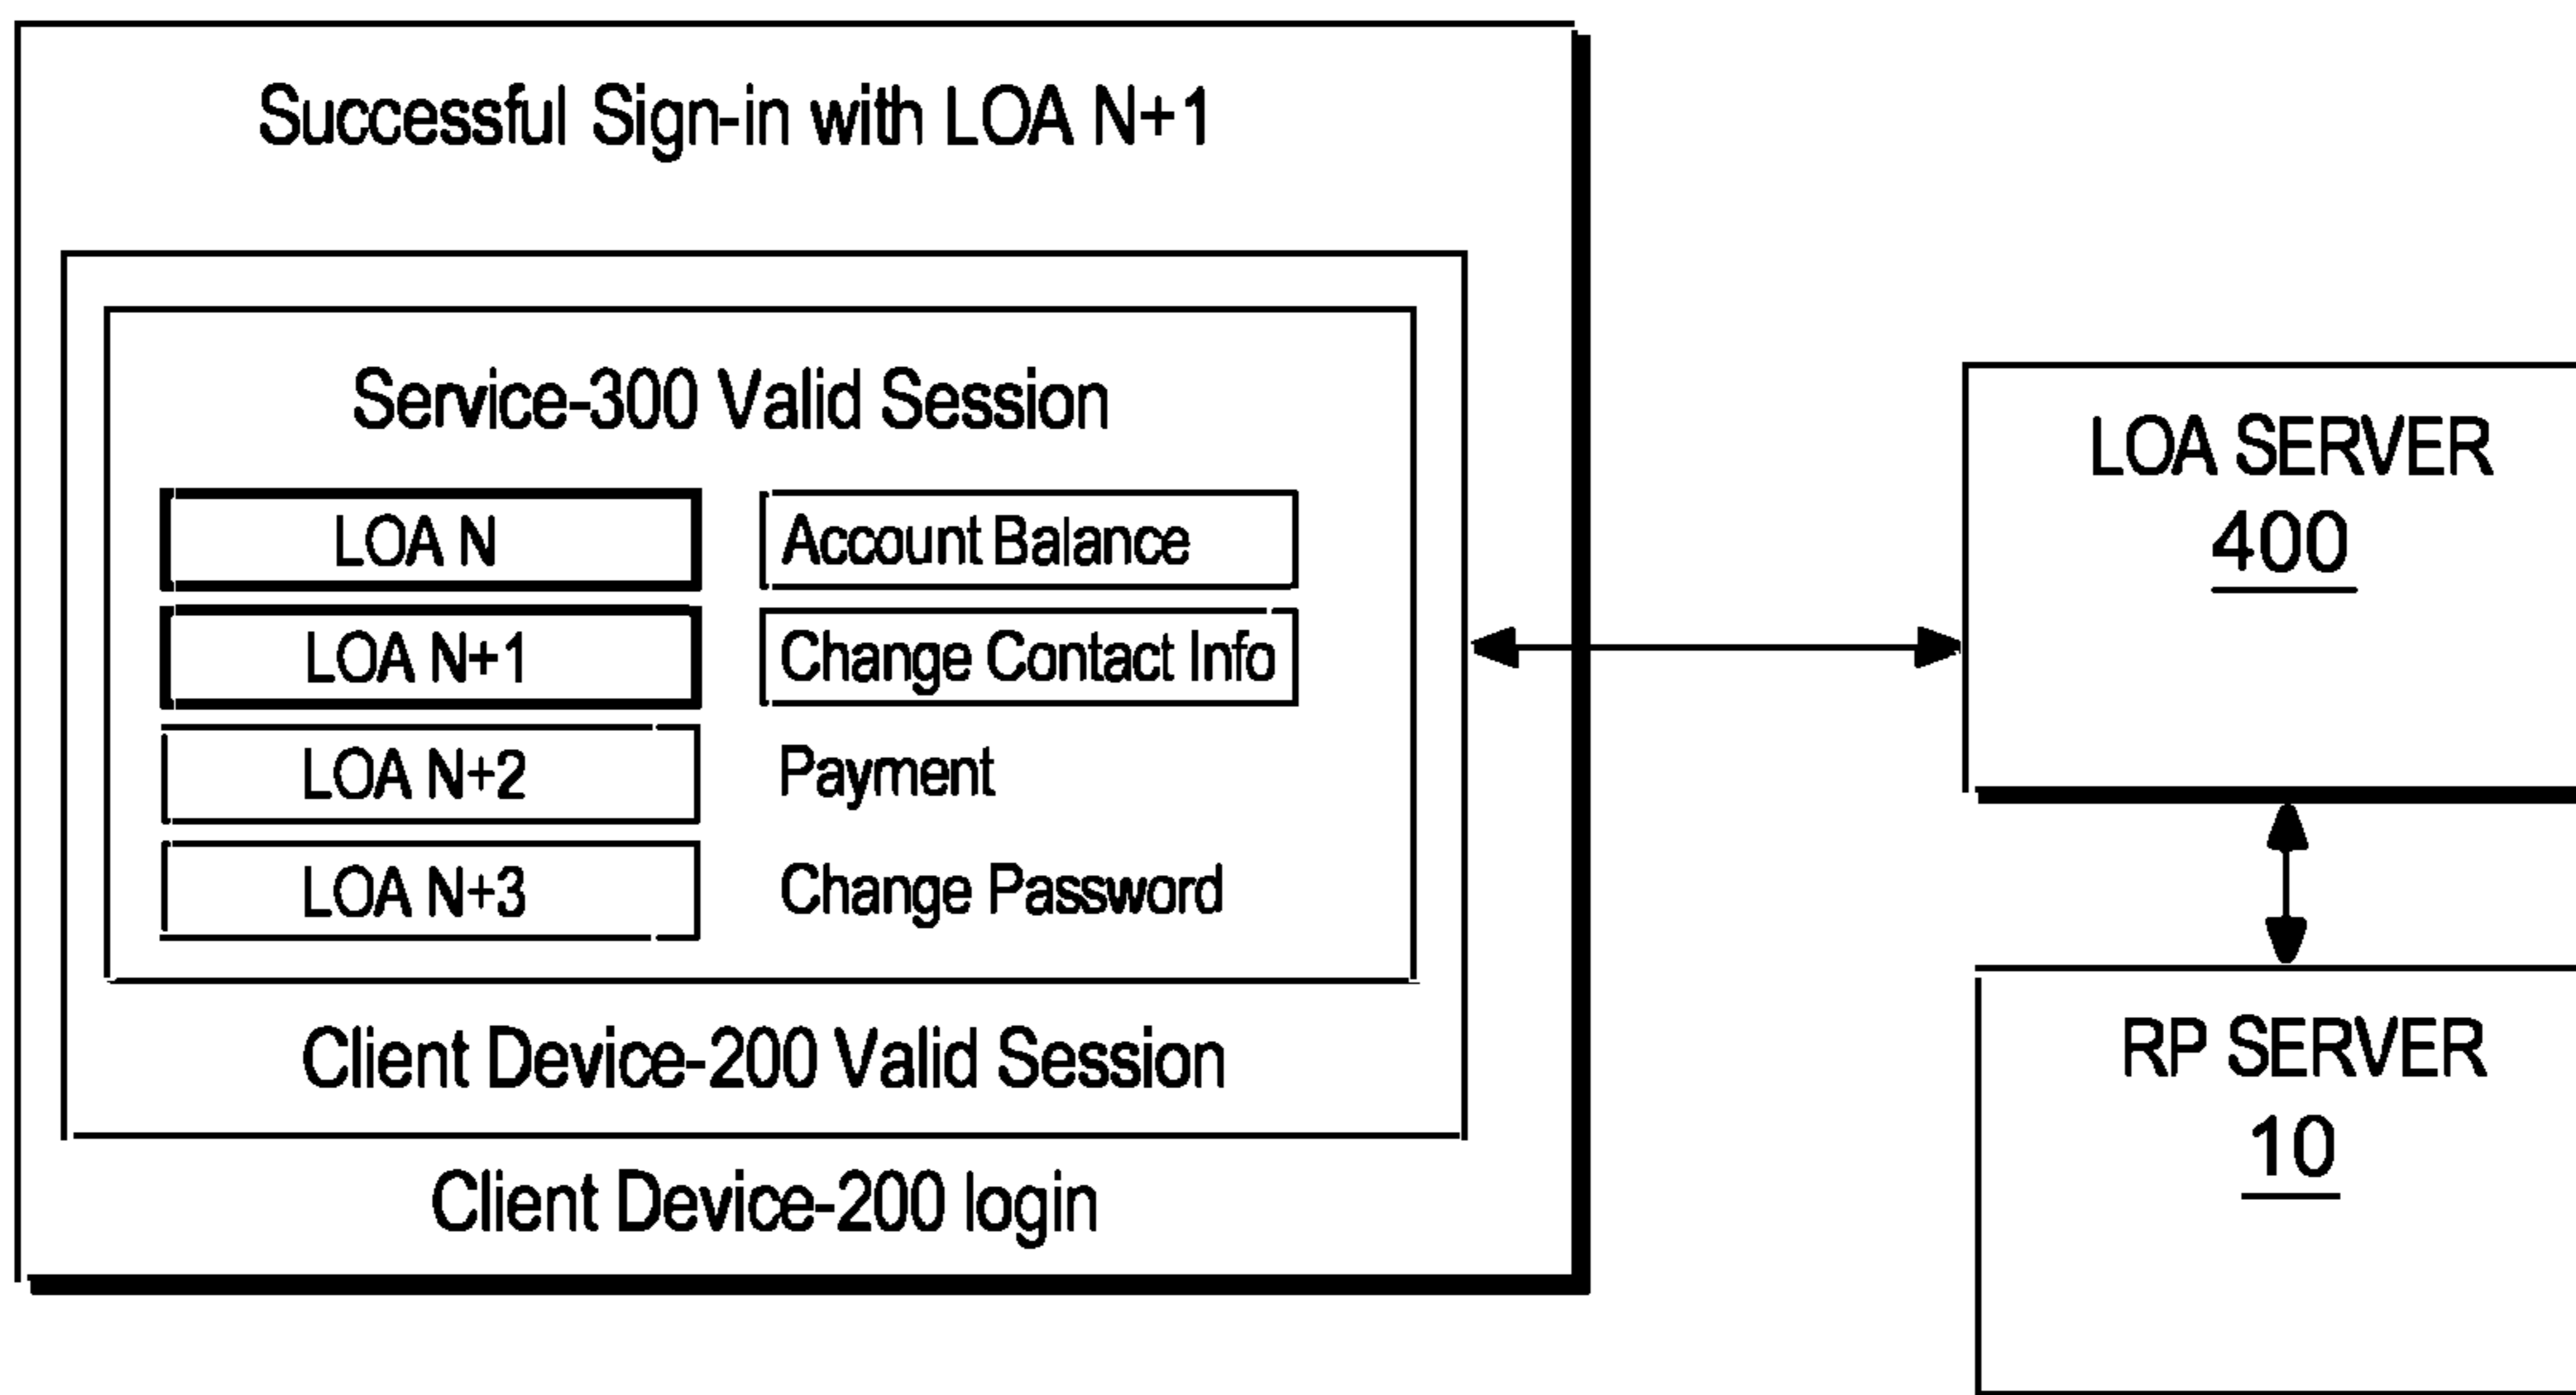 Successful Sign-in with LOA N+1
Service-300 Valid Session
LOA N Account Balance
LOA N+1 Change Contact Info
LOA N+2 Payment
LOA N+3 Change Password
Client Device-200 Valid Session
Client Device-200 login
LOA SERVER
400
RP SERVER
10